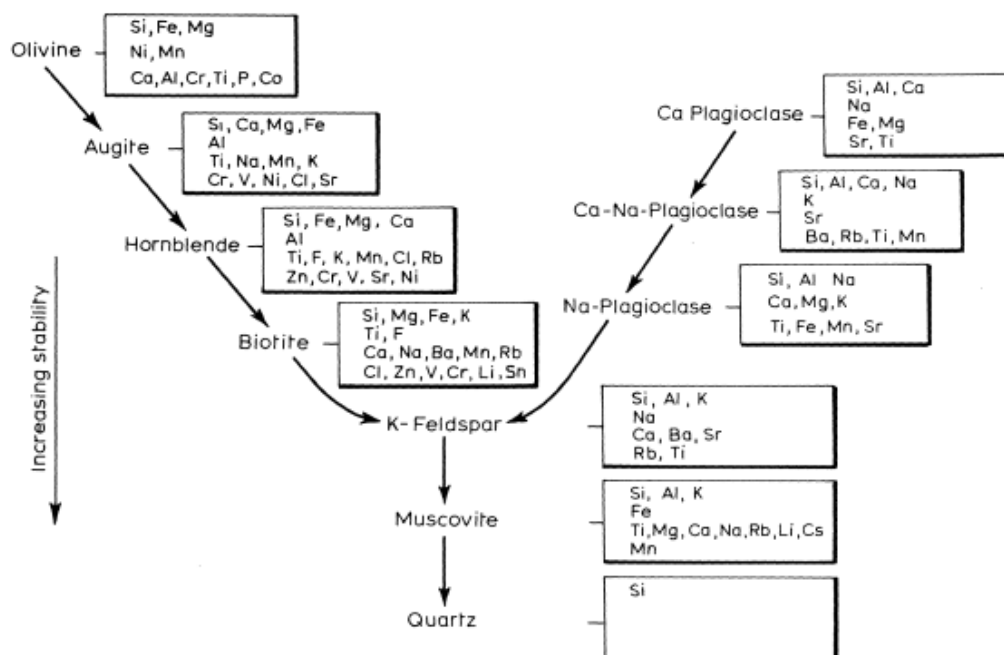 Olivine
Si, Fe, Mg
Ni, Mn
Ca, Al, Cr, Ti, P, Co
Augite
Si, Ca, Mg, Fe
Al
Ti, Na, Mn, K
Cr, V, Ni, Cl, Sr
Hornblende
Si, Fe, Mg, Ca
Al
Ti, F, K, Mn, Cl, Rb
Zn, Cr, V, Sr, Ni
Biotite
Si, Mg, Fe, K
Ti, F
Ca, Na, Ba, Mn, Rb
Cl, Zn, V, Cr, Li, Sn
Ca Plagioclase
Si, Al, Ca
Na
Fe, Mg
Sr, Ti
Ca-Na-Plagioclase
Si, Al, Ca, Na
K
Sr
Ba, Rb, Ti, Mn
Na-Plagioclase
Si, Al Na
Ca, Mg, K
Ti, Fe, Mn, Sr
K-Feldspar
Si, Al, K
Na
Ca, Ba, Sr
Rb, Ti
Muscovite
Si, Al, K
Fe
Ti, Mg, Ca, Na, Rb, Li, Cs
Mn
Quartz
Si
Increasing stability